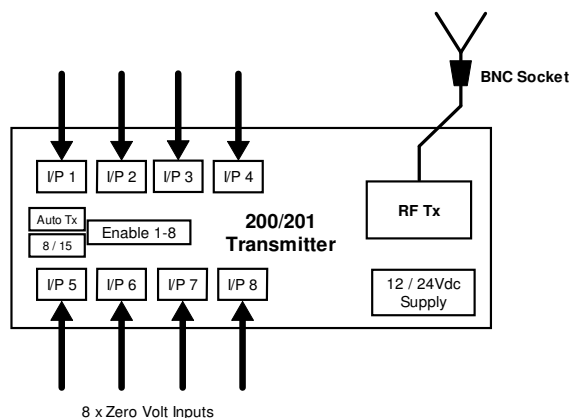 BNC Socket
I/P 1
I/P 2
I/P 3
I/P 4
Auto Tx
8 / 15
Enable 1-8
200/201
Transmitter
RF Tx
I/P 5
I/P 6
I/P 7
I/P 8
12 / 24Vdc
Supply
8 x Zero Volt Inputs